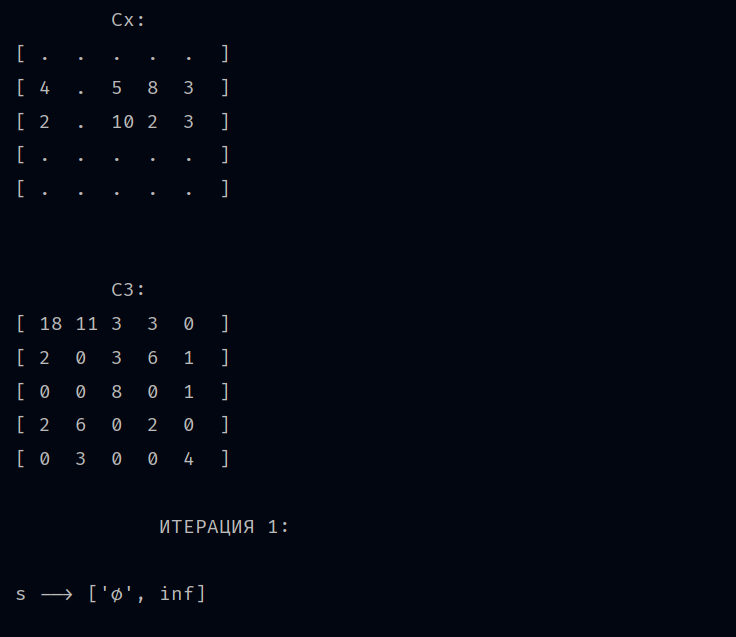 Cx:
[ . . . . . ]
[ 4 . 5 8 3 ]
[ 2 . 10 2 3 ]
[ . . . . . ]
[ . . . . . ]
C3:
[ 18 11 3 3 0 ]
[ 2 0 3 6 1 ]
[ 0 0 8 0 1 ]
[ 2 6 0 2 0 ]
[ 0 3 0 0 4 ]
ИТЕРАЦИЯ 1:
s --> ['ø', inf]